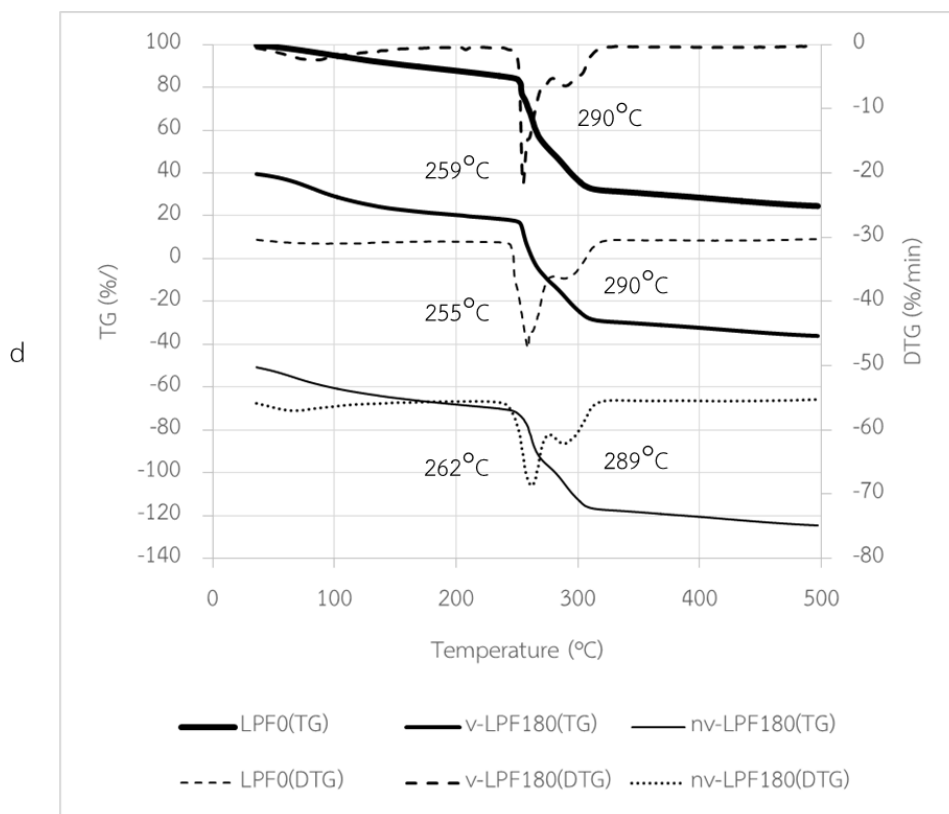 d
TG (%/)
100
80
60
40
20
0
-20
-40
-60
-80
-100
-120
-140
0
-10
-20
-30
-40
-50
-60
-70
-80
DTG (%/min)
290°C
259°C
290°C
255°C
262°C
289°C
0 100 200 300 400 500
Temperature (°C)
LPF0(TG) v-LPF180(TG) nv-LPF180(TG)
LPF0(DTG) v-LPF180(DTG) nv-LPF180(DTG)